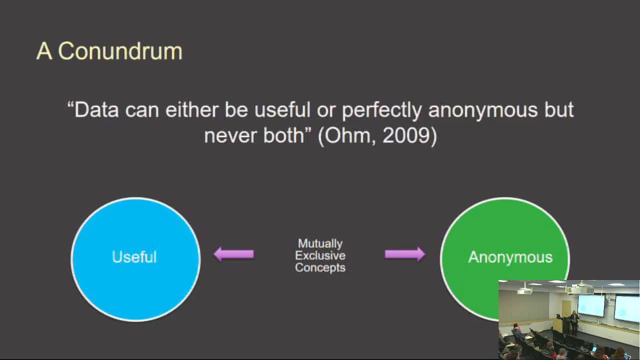 A Conundrum
“Data can either be useful or perfectly anonymous but
never both” (Ohm, 2009)
Useful
Mutually
Exclusive
Concepts
Anonymous